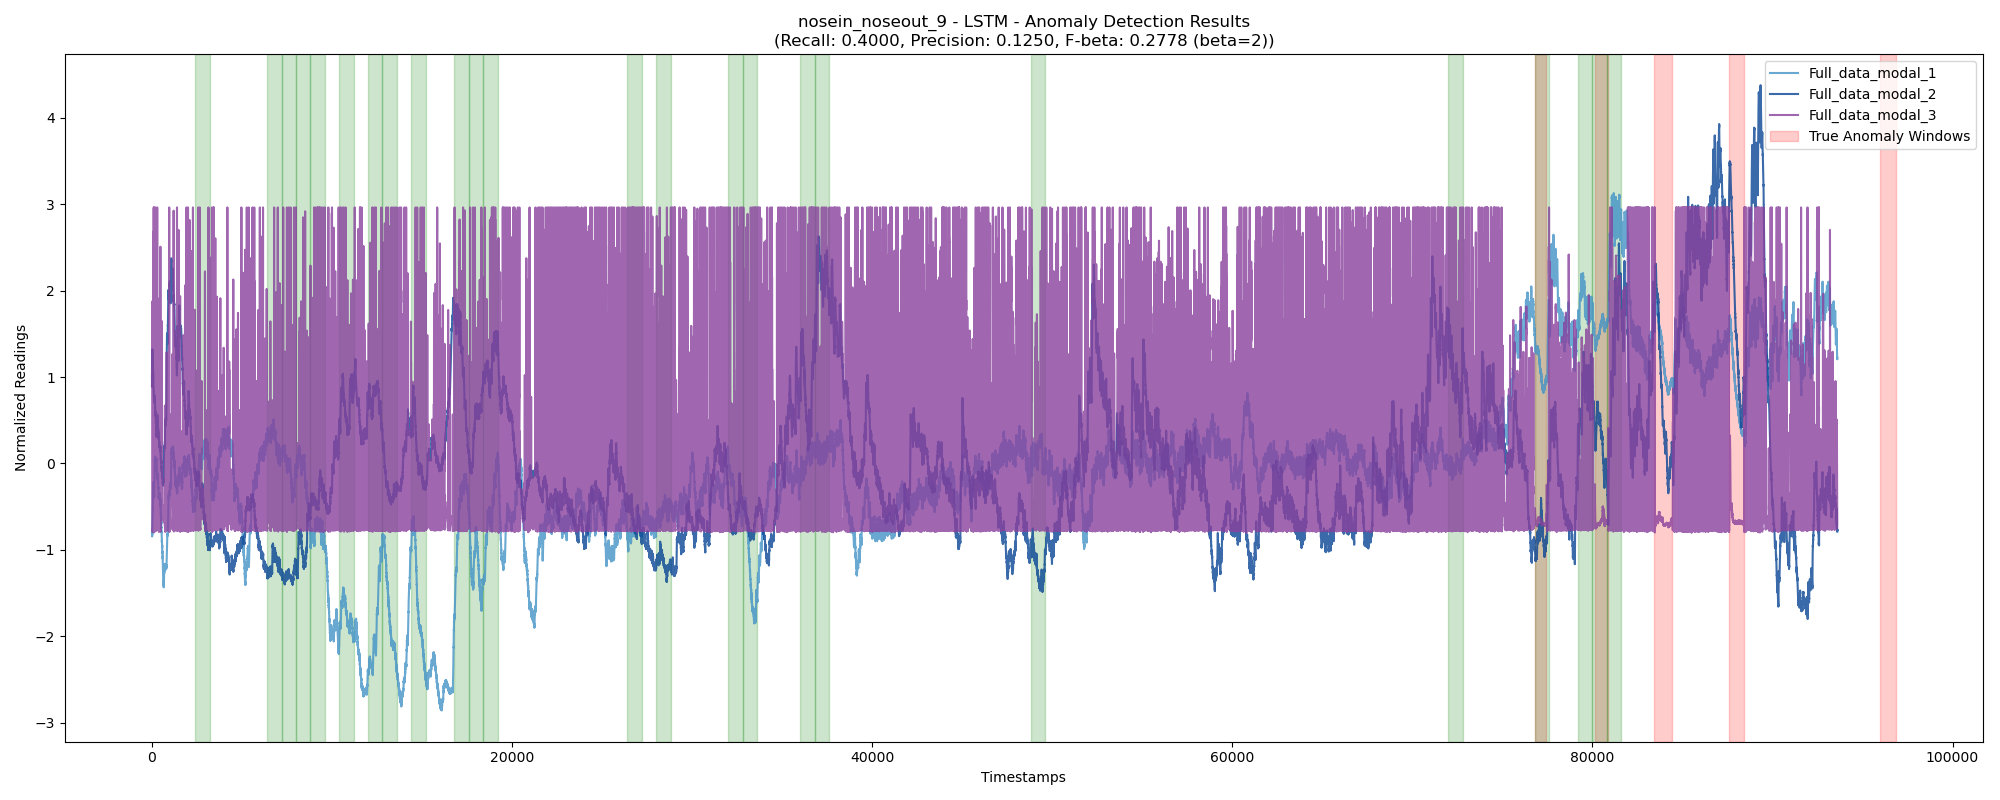 nosein_noseout_9 - LSTM - Anomaly Detection Results
(Recall: 0.4000, Precision: 0.1250, F-beta: 0.2778 (beta=2))
Full_data_modal_1
Full_data_modal_2
Full_data_modal_3
True Anomaly Windows
Normalized Readings
4
3
2
1
0
−1
−2
−3
0
20000
40000
60000
80000
100000
Timestamps